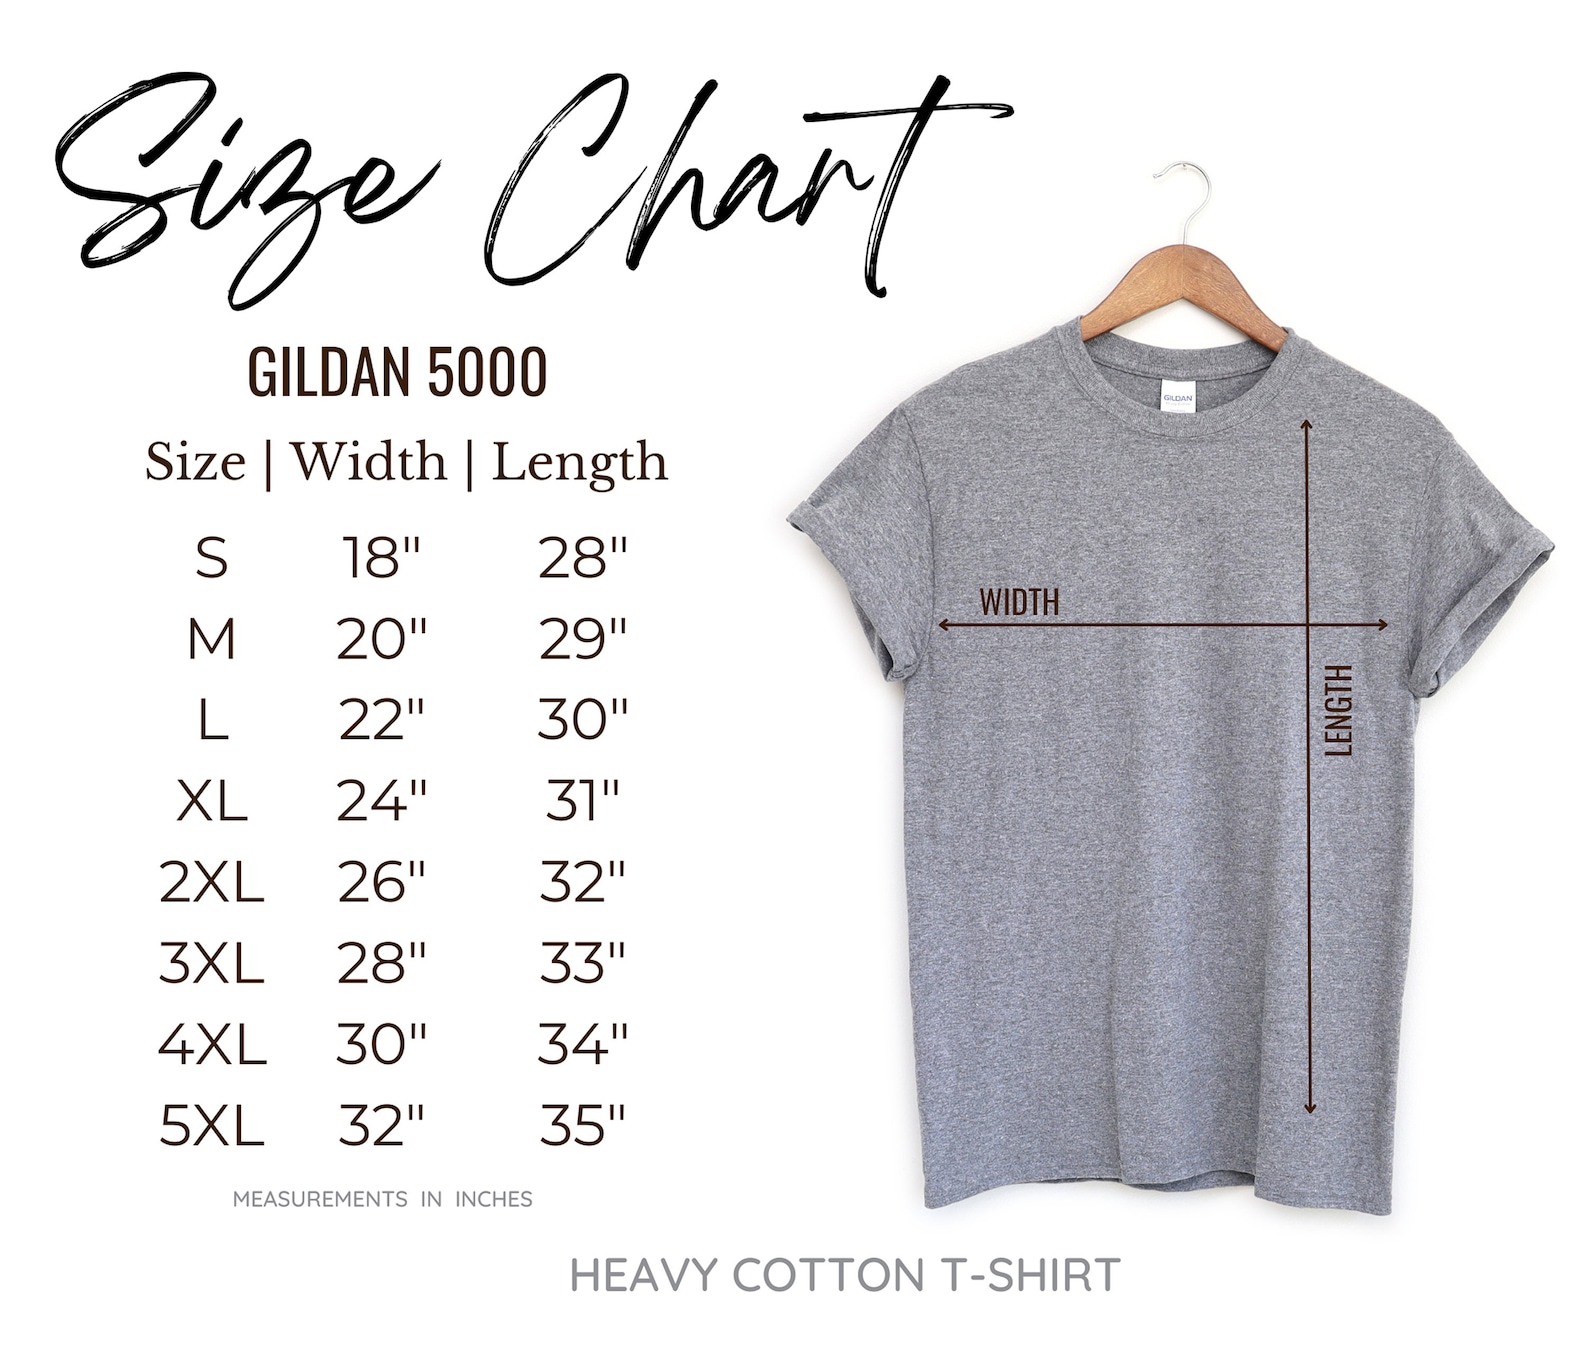 Size Chart
GILDAN 5000
Size | Width | Length
S 18" 28"
M 20" 29"
L 22" 30"
XL 24" 31"
2XL 26" 32"
3XL 28" 33"
4XL 30" 34"
5XL 32" 35"
MEASUREMENTS IN INCHES
GILDAN
WIDTH
LENGTH
HEAVY COTTON T-SHIRT